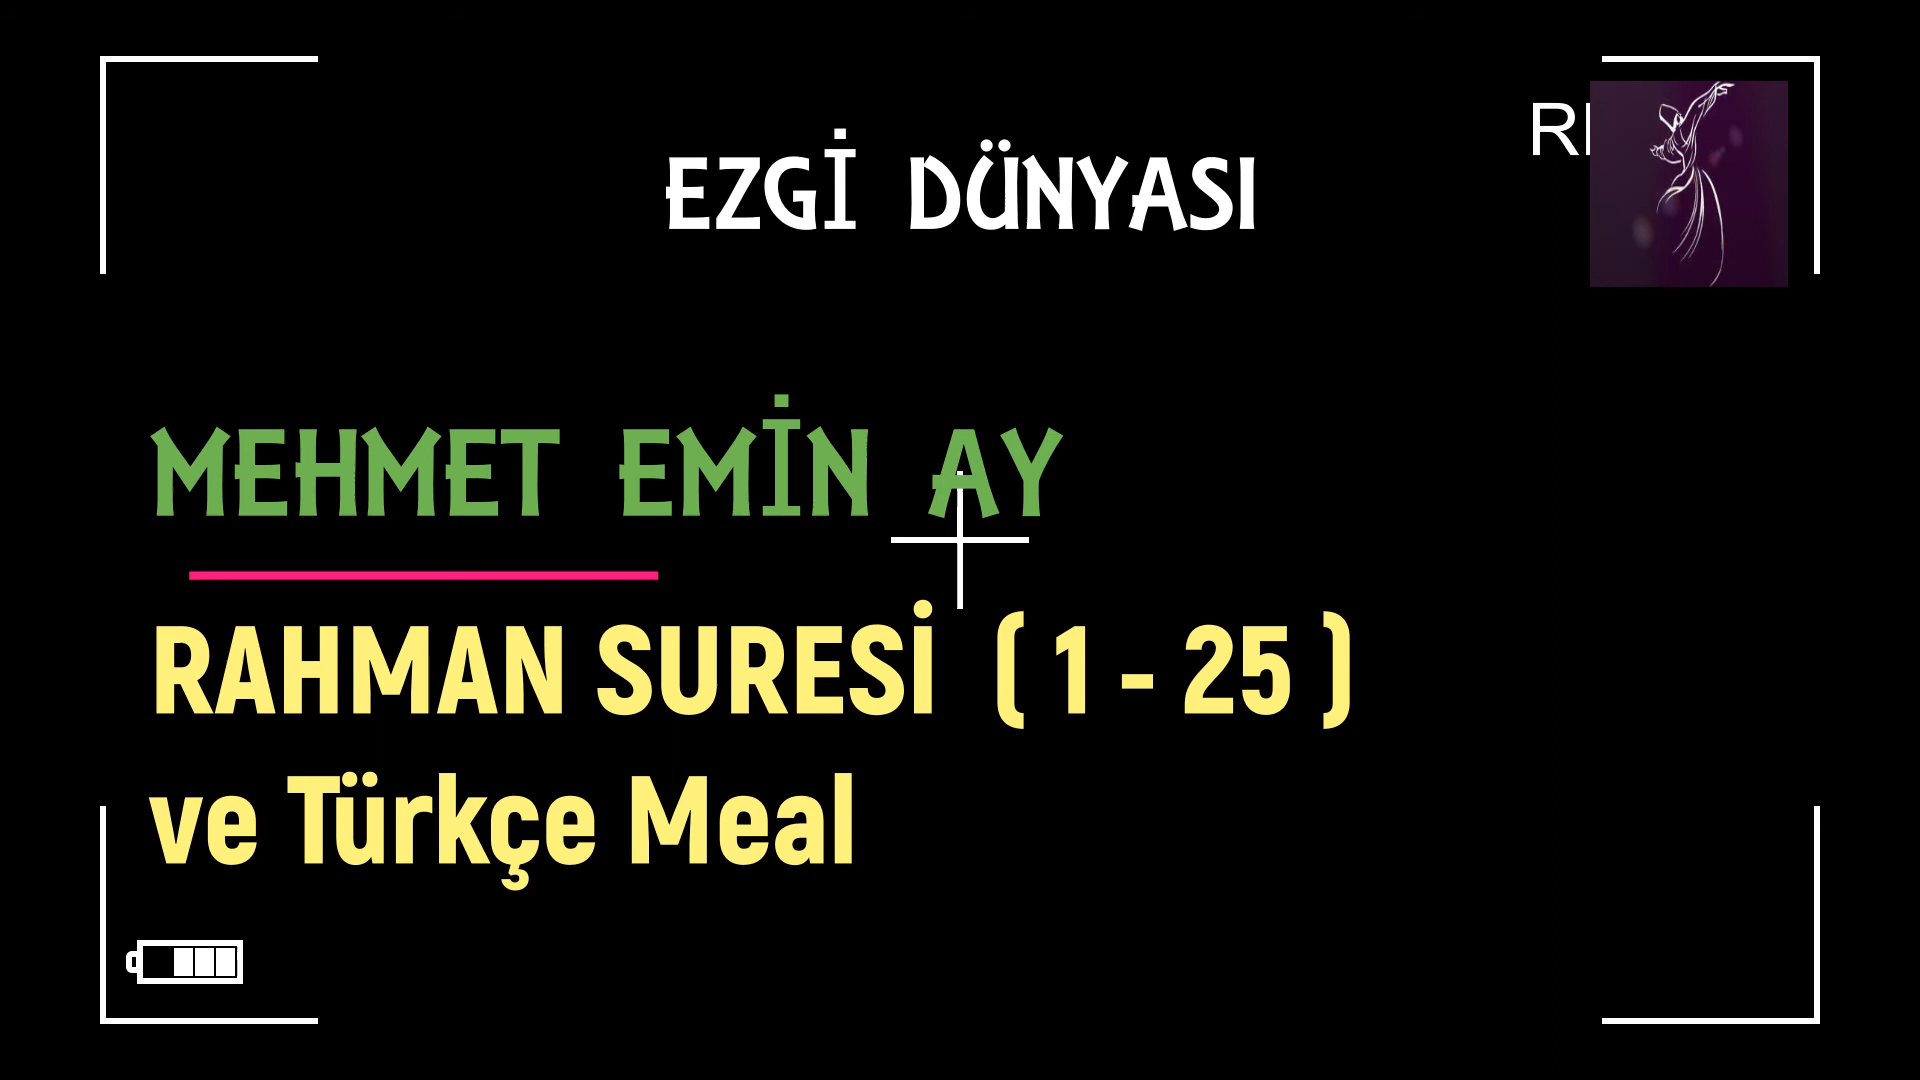 EZGİ DÜNYASI
MEHMET EMİN AY
RAHMAN SURESİ ( 1 - 25 )
ve Türkçe Meal